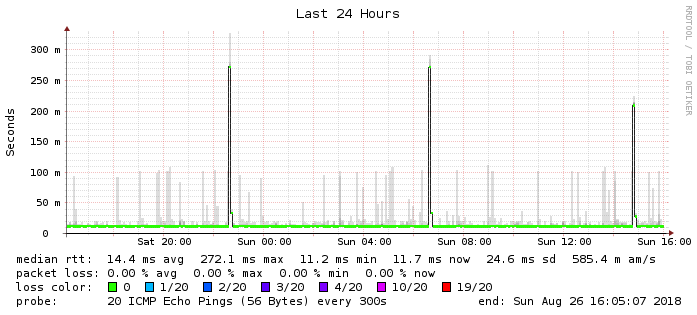 Last 24 Hours
RRDTOOL / TOBI OETIKER
Seconds
300 m
250 m
200 m
150 m
100 m
50 m
0
Sat 20:00 Sun 00:00 Sun 04:00 Sun 08:00 Sun 12:00 Sun 16:00
median rtt: 14.4 ms avg 272.1 ms max 11.2 ms min 11.7 ms now 24.6 ms sd 585.4 m am/s
packet loss: 0.00 % avg 0.00 % max 0.00 % min 0.00 % now
loss color: 0 1/20 2/20 3/20 4/20 10/20 19/20
probe: 20 ICMP Echo Pings (56 Bytes) every 300s end: Sun Aug 26 16:05:07 2018